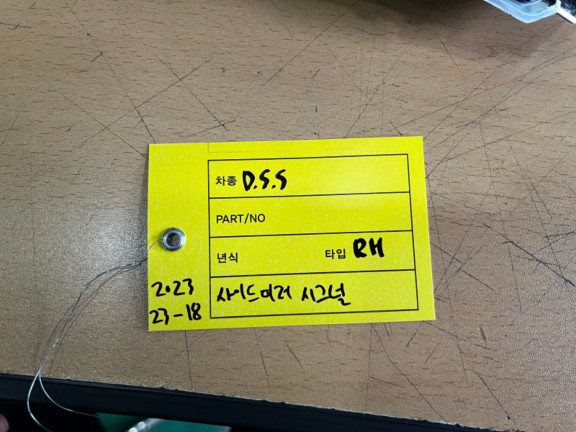 차종 D.S.S
PART/NO
년식 타입 RH
사이드미러 시그널
2023
23-18